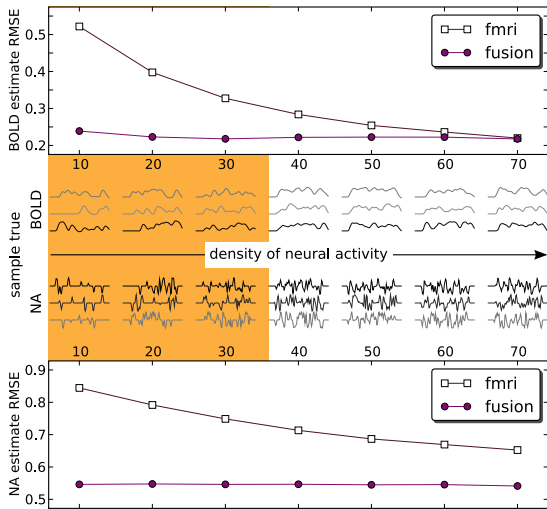 BOLD estimate RMSE
0.5
0.4
0.3
0.2
fmri
fusion
10 20 30 40 50 60 70
sample true
BOLD
NA
density of neural activity
10 20 30 40 50 60 70
NA estimate RMSE
0.9
0.8
0.7
0.6
0.5
fmri
fusion